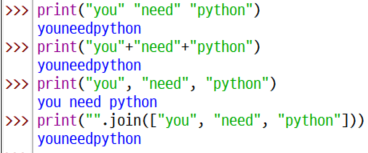 >>> print("you" "need" "python")
youneedpython
>>> print("you"+"need"+"python")
youneedpython
>>> print("you", "need", "python")
you need python
>>> print("".join(["you", "need", "python"]))
youneedpython